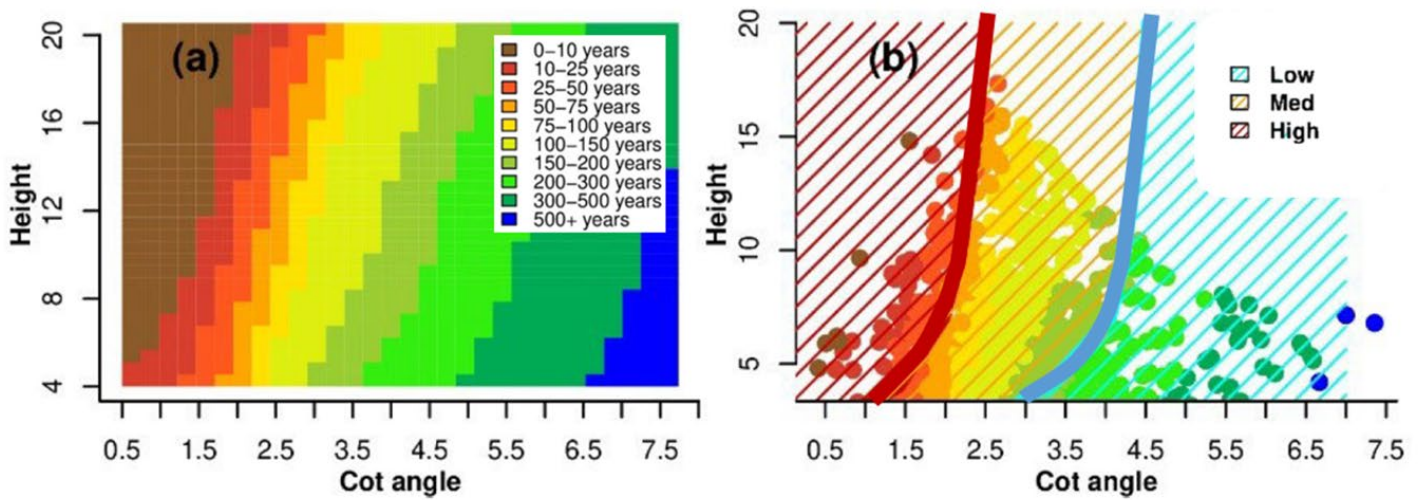 (a)
Height
20
16
12
8
4
0–10 years
10–25 years
25–50 years
50–75 years
75–100 years
100–150 years
150–200 years
200–300 years
300–500 years
500+ years
0.5 1.5 2.5 3.5 4.5 5.5 6.5 7.5
Cot angle
(b)
Height
20
15
10
5
Low
Med
High
0.5 1.5 2.5 3.5 4.5 5.5 6.5 7.5
Cot angle